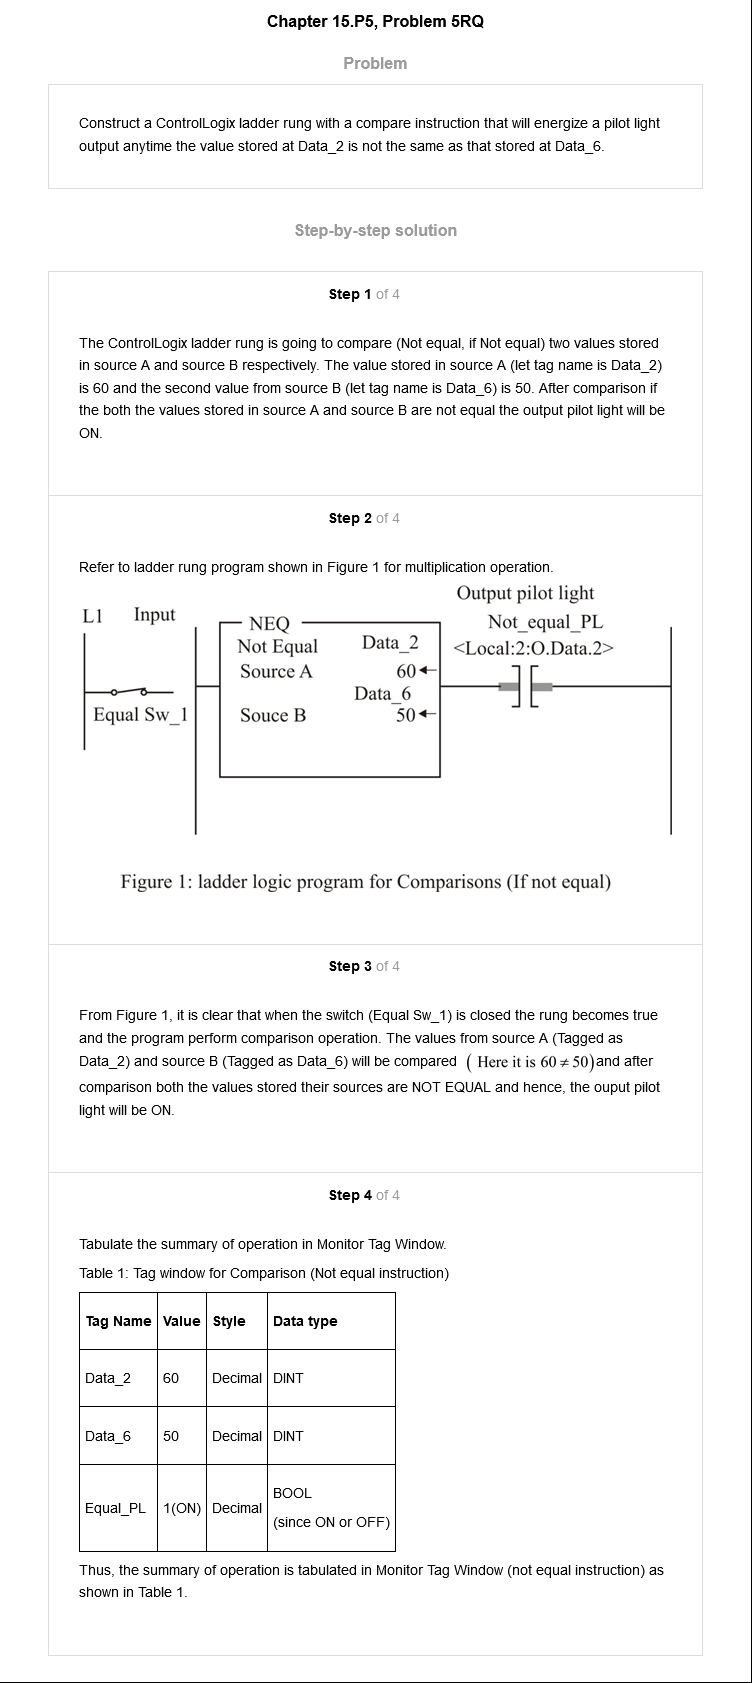 Chapter 15.P5, Problem 5RQ
Problem
Construct a ControlLogix ladder rung with a compare instruction that will energize a pilot light
output anytime the value stored at Data_2 is not the same as that stored at Data_6.
Step-by-step solution
Step 1 of 4
The ControlLogix ladder rung is going to compare (Not equal, if Not equal) two values stored
in source A and source B respectively. The value stored in source A (let tag name is Data_2)
is 60 and the second value from source B (let tag name is Data_6) is 50. After comparison if
the both the values stored in source A and source B are not equal the output pilot light will be
ON.
Step 2 of 4
Refer to ladder rung program shown in Figure 1 for multiplication operation.
Output pilot light
L1 Input
NEQ
Not_equal_PL
Not Equal Data_2 <Local:2:O.Data.2>
Source A 60
Data_6
Equal Sw_1 Souce B 50
Figure 1: ladder logic program for Comparisons (If not equal)
Step 3 of 4
From Figure 1, it is clear that when the switch (Equal Sw_1) is closed the rung becomes true
and the program perform comparison operation. The values from source A (Tagged as
Data_2) and source B (Tagged as Data_6) will be compared ( Here it is 60 ≠ 50)and after
comparison both the values stored their sources are NOT EQUAL and hence, the ouput pilot
light will be ON.
Step 4 of 4
Tabulate the summary of operation in Monitor Tag Window.
Table 1: Tag window for Comparison (Not equal instruction)
Tag Name Value Style Data type
Data_2 60 Decimal DINT
Data_6 50 Decimal DINT
Equal_PL 1(ON) Decimal BOOL
(since ON or OFF)
Thus, the summary of operation is tabulated in Monitor Tag Window (not equal instruction) as
shown in Table 1.